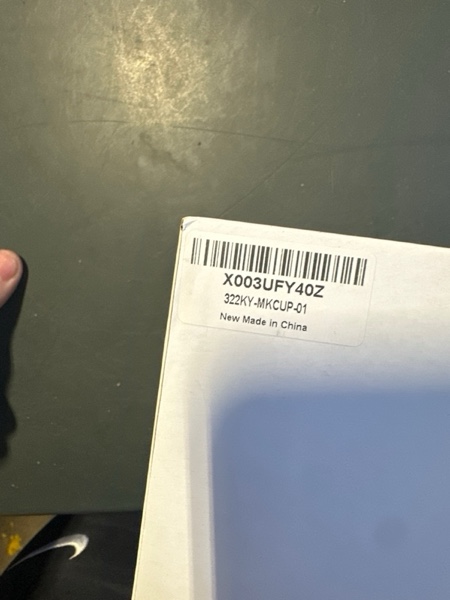 X003UFY40Z
322KY-MKCUP-01
New Made in China